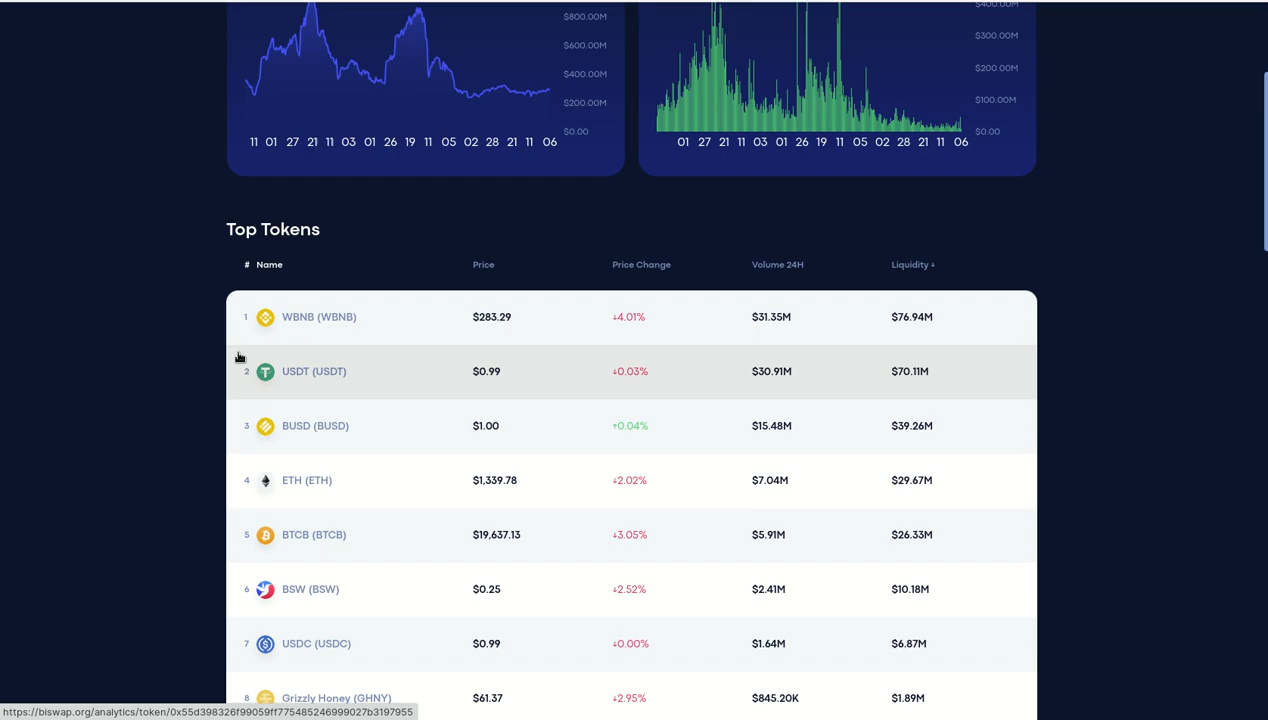 $800.00M
$600.00M
$400.00M
$200.00M
$0.00
11 01 27 21 11 03 01 26 19 11 05 02 28 21 11 06
$400.00M
$300.00M
$200.00M
$100.00M
$0.00
01 27 21 11 03 01 26 19 11 05 02 28 21 11 06
Top Tokens
# Name Price Price Change Volume 24H Liquidity ↓
1 WBNB (WBNB) $283.29 ↓4.01% $31.35M $76.94M
2 USDT (USDT) $0.99 ↓0.03% $30.91M $70.11M
3 BUSD (BUSD) $1.00 ↑0.04% $15.48M $39.26M
4 ETH (ETH) $1,339.78 ↓2.02% $7.04M $29.67M
5 BTCB (BTCB) $19,637.13 ↓3.05% $5.91M $26.33M
6 BSW (BSW) $0.25 ↓2.52% $2.41M $10.18M
7 USDC (USDC) $0.99 ↓0.00% $1.64M $6.87M
8 Grizzly Honey (GHNY) $61.37 ↓2.95% $845.20K $1.89M
https://biswap.org/analytics/token/0x55d398326f99059ff775485246999027b3197955